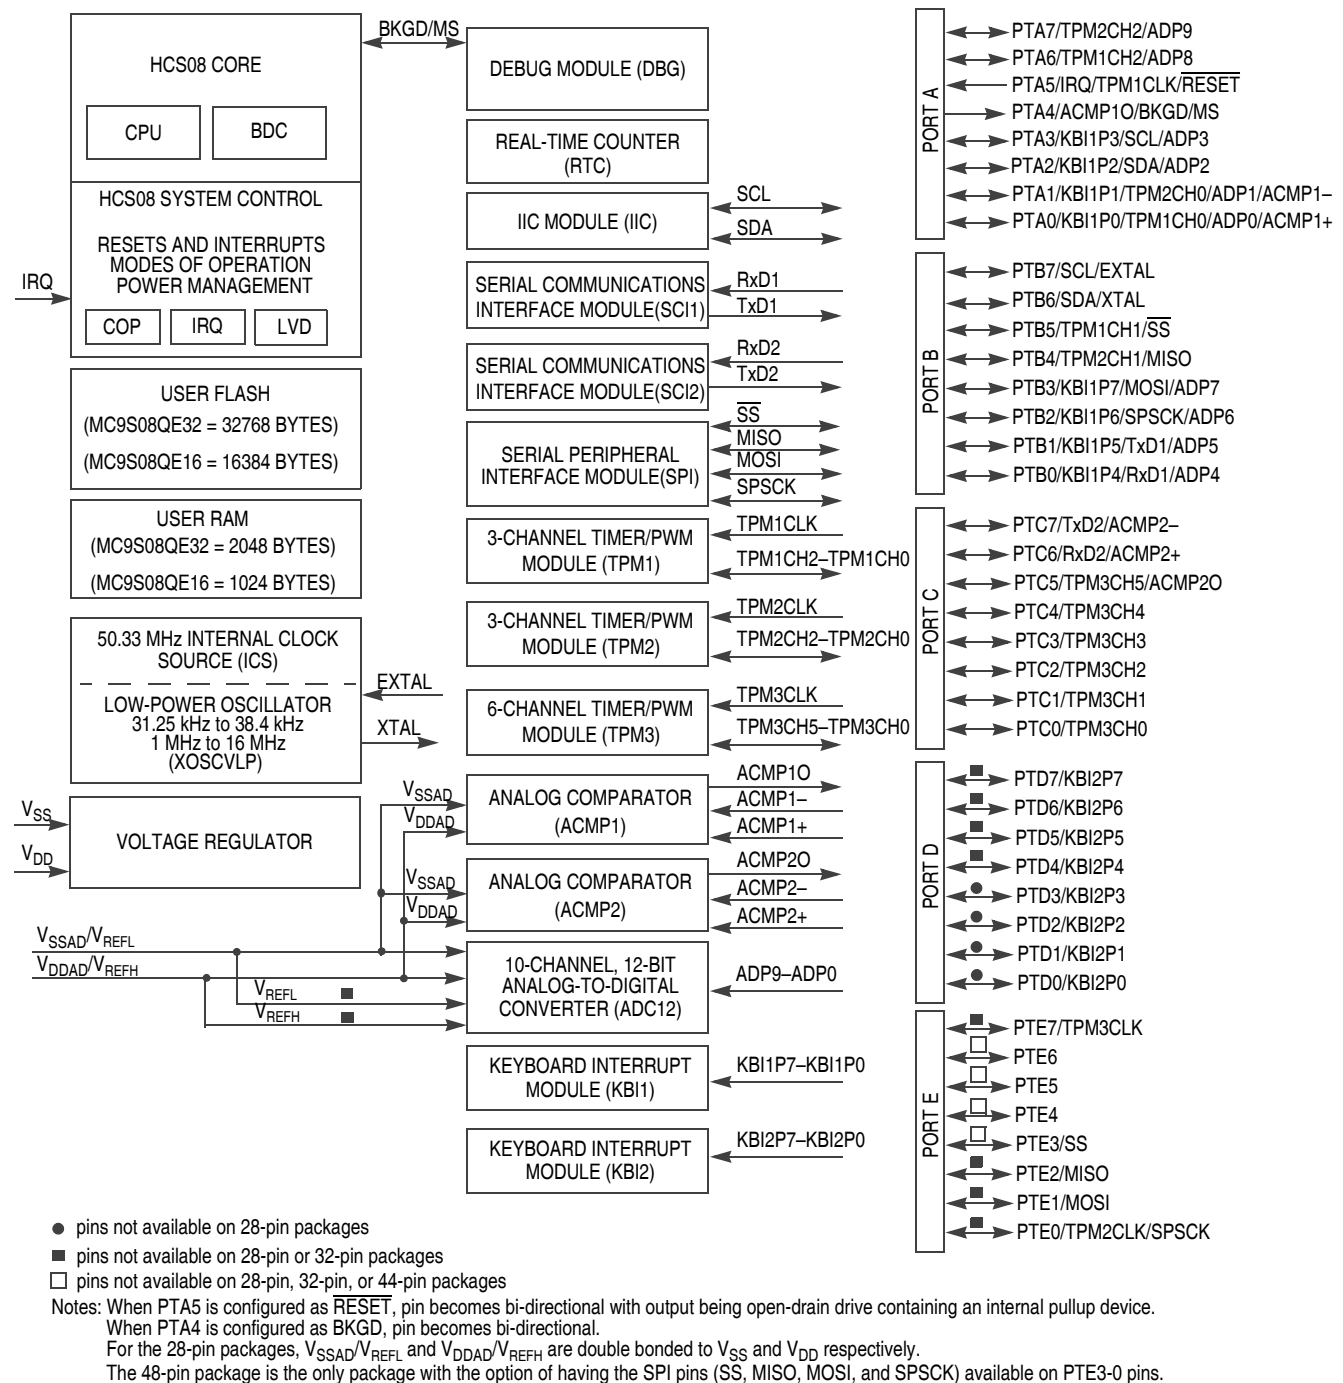 HCS08 CORE
CPU
BDC
HCS08 SYSTEM CONTROL
RESETS AND INTERRUPTS
MODES OF OPERATION
POWER MANAGEMENT
COP
IRQ
LVD
IRQ
USER FLASH
(MC9S08QE32 = 32768 BYTES)
(MC9S08QE16 = 16384 BYTES)
USER RAM
(MC9S08QE32 = 2048 BYTES)
(MC9S08QE16 = 1024 BYTES)
50.33 MHz INTERNAL CLOCK
SOURCE (ICS)
LOW-POWER OSCILLATOR
31.25 kHz to 38.4 kHz
1 MHz to 16 MHz
(XOSCVLP)
EXTAL
XTAL
VSS
VDD
VOLTAGE REGULATOR
VSSAD/VREFL
VDDAD/VREFH
VREFL
VREFH
BKGD/MS
DEBUG MODULE (DBG)
REAL-TIME COUNTER
(RTC)
IIC MODULE (IIC)
SCL
SDA
SERIAL COMMUNICATIONS
INTERFACE MODULE(SCI1)
RxD1
TxD1
SERIAL COMMUNICATIONS
INTERFACE MODULE(SCI2)
RxD2
TxD2
SERIAL PERIPHERAL
INTERFACE MODULE(SPI)
SS
MISO
MOSI
SPSCK
3-CHANNEL TIMER/PWM
MODULE (TPM1)
TPM1CLK
TPM1CH2–TPM1CH0
3-CHANNEL TIMER/PWM
MODULE (TPM2)
TPM2CLK
TPM2CH2–TPM2CH0
6-CHANNEL TIMER/PWM
MODULE (TPM3)
TPM3CLK
TPM3CH5–TPM3CH0
VSSAD
VDDAD
ANALOG COMPARATOR
(ACMP1)
ACMP1O
ACMP1–
ACMP1+
VSSAD
VDDAD
ANALOG COMPARATOR
(ACMP2)
ACMP2O
ACMP2–
ACMP2+
10-CHANNEL, 12-BIT
ANALOG-TO-DIGITAL
CONVERTER (ADC12)
ADP9–ADP0
KEYBOARD INTERRUPT
MODULE (KBI1)
KBI1P7–KBI1P0
KEYBOARD INTERRUPT
MODULE (KBI2)
KBI2P7–KBI2P0
PORT A
PTA7/TPM2CH2/ADP9
PTA6/TPM1CH2/ADP8
PTA5/IRQ/TPM1CLK/RESET
PTA4/ACMP1O/BKGD/MS
PTA3/KBI1P3/SCL/ADP3
PTA2/KBI1P2/SDA/ADP2
PTA1/KBI1P1/TPM2CH0/ADP1/ACMP1–
PTA0/KBI1P0/TPM1CH0/ADP0/ACMP1+
PORT B
PTB7/SCL/EXTAL
PTB6/SDA/XTAL
PTB5/TPM1CH1/SS
PTB4/TPM2CH1/MISO
PTB3/KBI1P7/MOSI/ADP7
PTB2/KBI1P6/SPSCK/ADP6
PTB1/KBI1P5/TxD1/ADP5
PTB0/KBI1P4/RxD1/ADP4
PORT C
PTC7/TxD2/ACMP2–
PTC6/RxD2/ACMP2+
PTC5/TPM3CH5/ACMP2O
PTC4/TPM3CH4
PTC3/TPM3CH3
PTC2/TPM3CH2
PTC1/TPM3CH1
PTC0/TPM3CH0
PORT D
PTD7/KBI2P7
PTD6/KBI2P6
PTD5/KBI2P5
PTD4/KBI2P4
PTD3/KBI2P3
PTD2/KBI2P2
PTD1/KBI2P1
PTD0/KBI2P0
PORT E
PTE7/TPM3CLK
PTE6
PTE5
PTE4
PTE3/SS
PTE2/MISO
PTE1/MOSI
PTE0/TPM2CLK/SPSCK
pins not available on 28-pin packages
pins not available on 28-pin or 32-pin packages
pins not available on 28-pin, 32-pin, or 44-pin packages
Notes: When PTA5 is configured as RESET, pin becomes bi-directional with output being open-drain drive containing an internal pullup device.
When PTA4 is configured as BKGD, pin becomes bi-directional.
For the 28-pin packages, VSSAD/VREFL and VDDAD/VREFH are double bonded to VSS and VDD respectively.
The 48-pin package is the only package with the option of having the SPI pins (SS, MISO, MOSI, and SPSCK) available on PTE3-0 pins.